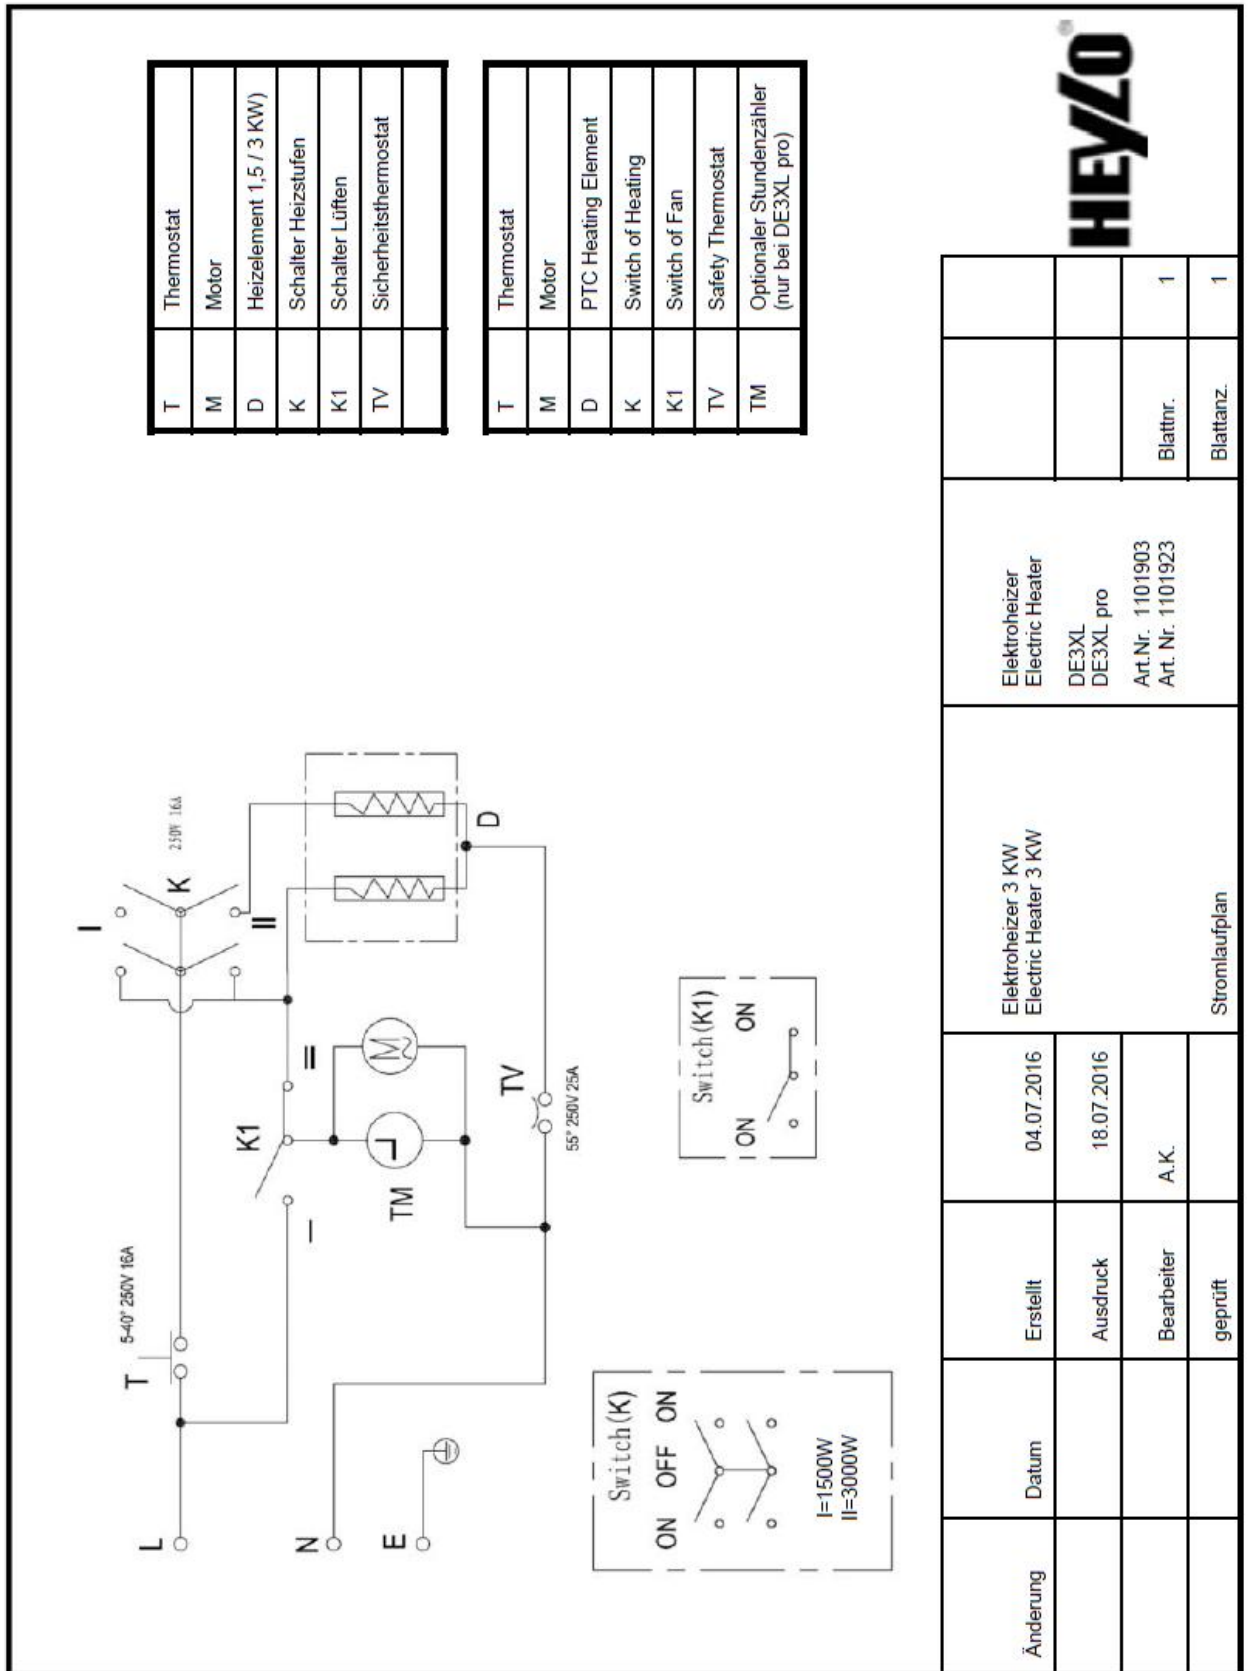 L
T
5-40° 250V 16A
I
K
250V 16A
II
K1
I
II
N
TM
M
D
E
TV
55° 250V 25A
Switch(K)
ON OFF ON
I=1500W
II=3000W
Switch(K1)
ON ON
T Thermostat
M Motor
D Heizelement 1,5 / 3 KW)
K Schalter Heizstufen
K1 Schalter Lüften
TV Sicherheitsthermostat
T Thermostat
M Motor
D PTC Heating Element
K Switch of Heating
K1 Switch of Fan
TV Safety Thermostat
TM Optionaler Stundenzähler
(nur bei DE3XL pro)
Änderung Datum Erstellt 04.07.2016
Ausdruck 18.07.2016
Bearbeiter A.K.
geprüft
Elektroheizer 3 KW
Electric Heater 3 KW
Stromlaufplan
Elektroheizer
Electric Heater
DE3XL
DE3XL pro
Art.Nr. 1101903
Art. Nr. 1101923
Blattnr. 1
Blattanz. 1
HEYLO®